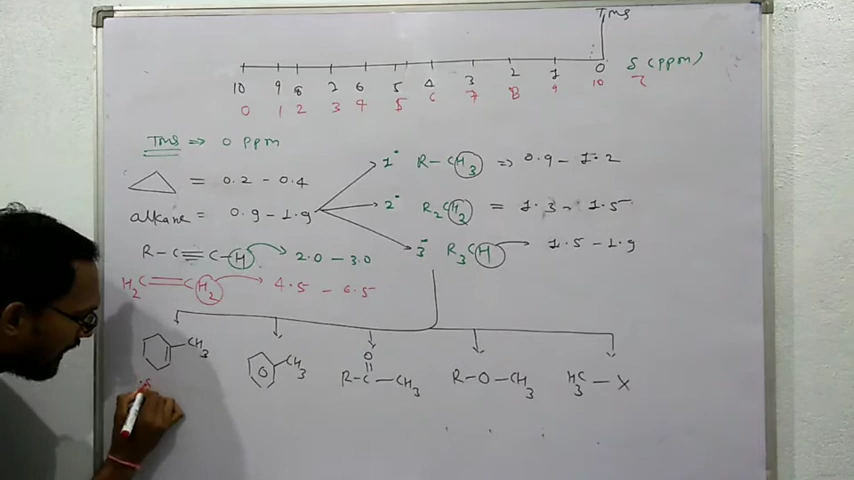 TMS
10 9 8 7 6 5 4 3 2 1 0 δ (ppm)
0 1 2 3 4 5 6 7 8 9 10 τ
TMS ⇒ 0 ppm
1° R-CH3 ⇒ 0.9 - 1.2
= 0.2 - 0.4
2° R2CH2 = 1.3 - 1.5
alkane = 0.9 - 1.9
3° R3CH → 1.5 - 1.9
R-C≡C-H → 2.0 - 3.0
H2C=CH2 → 4.5 - 6.5
CH3
CH3
O
R-C-CH3
R-O-CH3
H3C-X